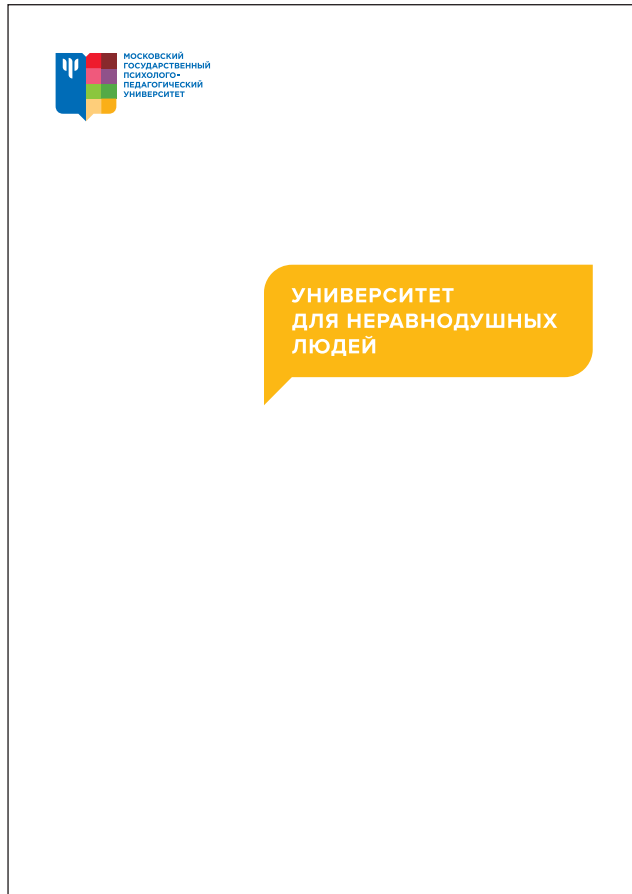 МОСКОВСКИЙ
ГОСУДАРСТВЕННЫЙ
ПСИХОЛОГО-
ПЕДАГОГИЧЕСКИЙ
УНИВЕРСИТЕТ
УНИВЕРСИТЕТ
ДЛЯ НЕРАВНОДУШНЫХ
ЛЮДЕЙ